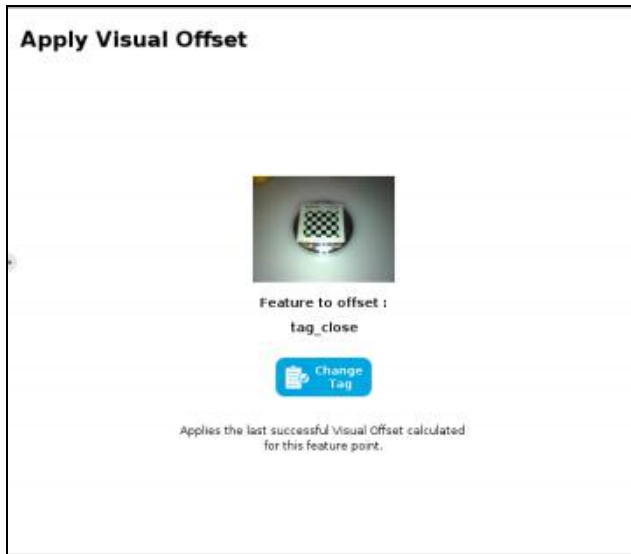 Apply Visual Offset
Feature to offset :
tag_close
Change
Tag
Applies the last successful Visual Offset calculated
for this feature point.